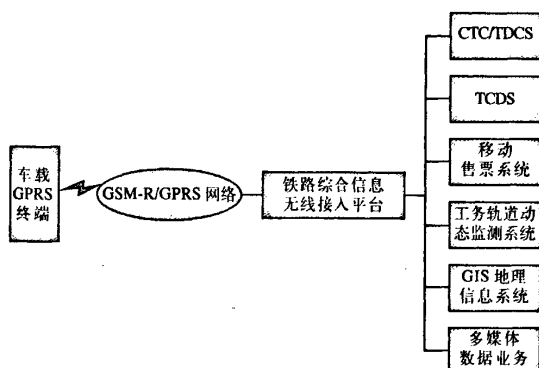 车载
GPRS
终端
GSM-R/GPRS 网络
铁路综合信息
无线接入平台
CTC/TDCS
TCDS
移动
售票系统
工务轨道动
态监测系统
GIS 地理
信息系统
多媒体
数据业务